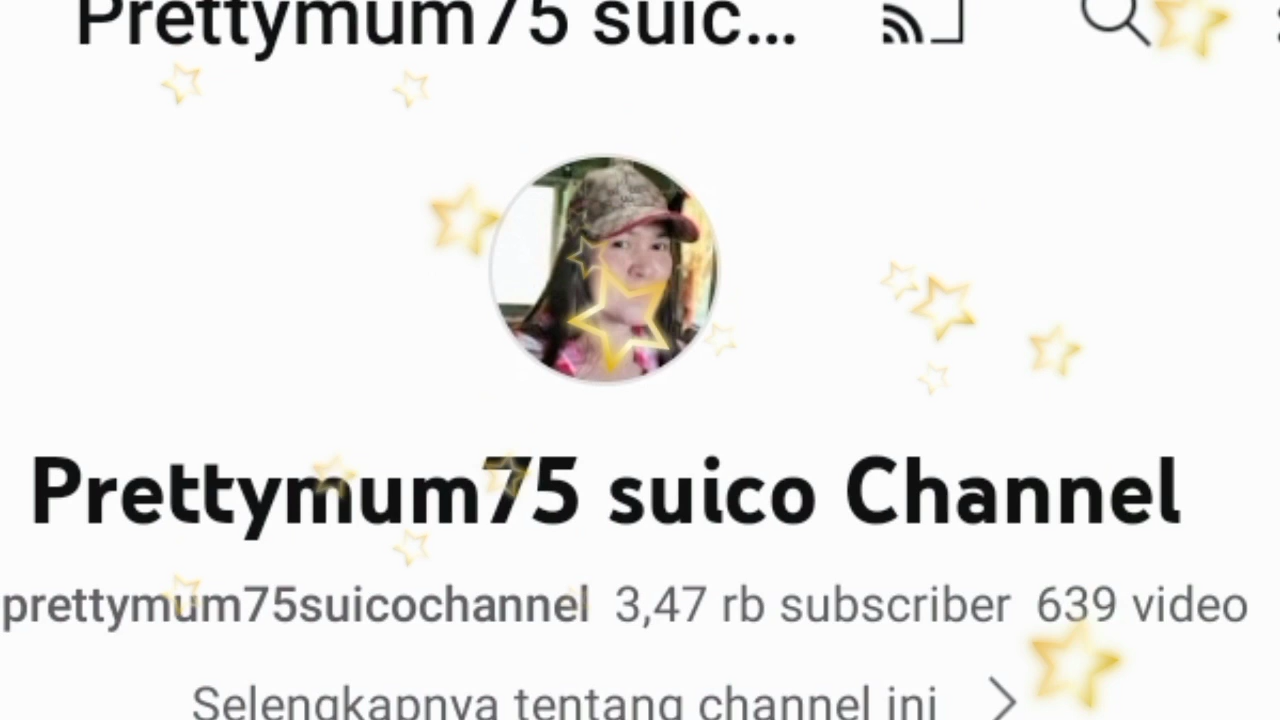 Prettymum75 suic...
Prettymum75 suico Channel
prettymum75suicochannel 3,47 rb subscriber 639 video
Selengkapnya tentang channel ini